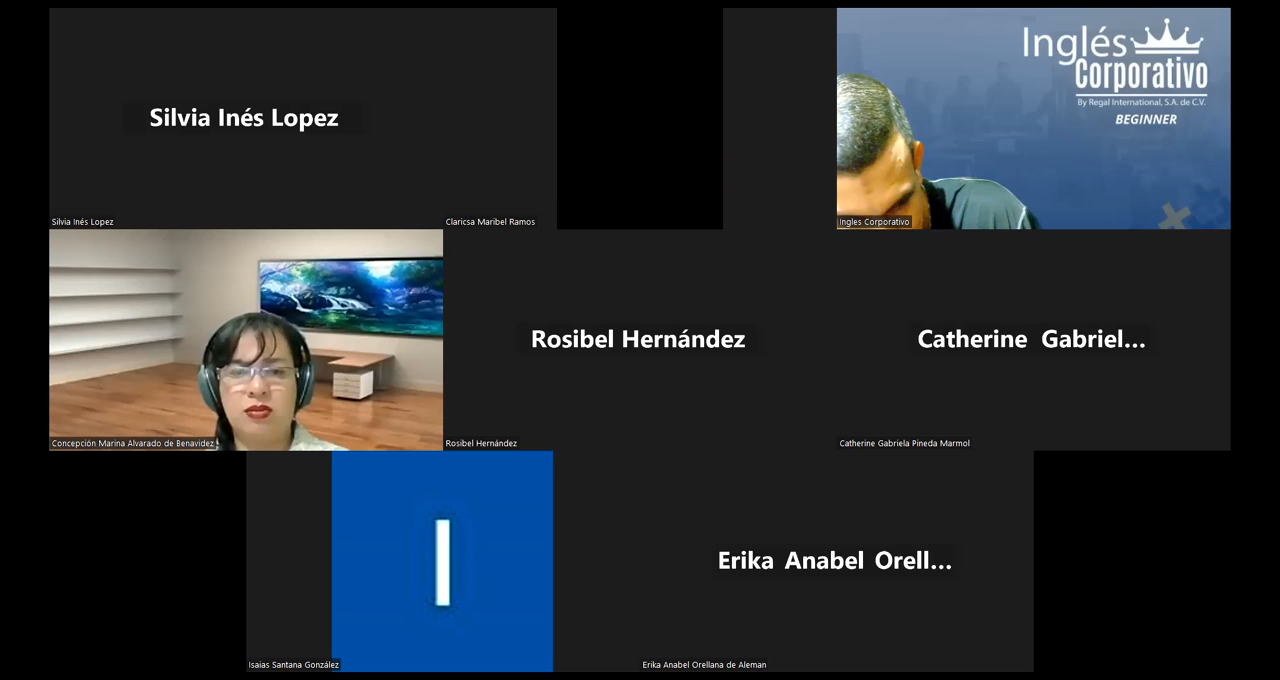 Silvia Inés Lopez
Silvia Inés Lopez
Claricsa Maribel Ramos
Inglés
Corporativo
By Regal International, S.A. de C.V.
BEGINNER
Ingles Corporativo
Concepción Marina Alvarado de Benavidez
Rosibel Hernández
Rosibel Hernández
Catherine Gabriel...
Catherine Gabriela Pineda Marmol
I
Isaias Santana González
Erika Anabel Orell...
Erika Anabel Orellana de Aleman